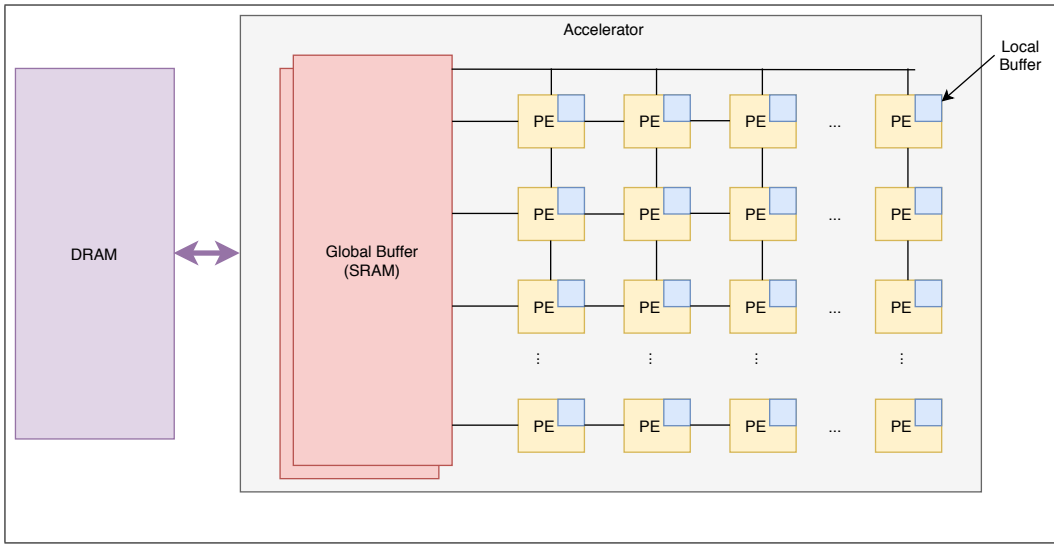 Accelerator
Local
Buffer
PE PE PE ... PE
DRAM
Global Buffer
(SRAM)
PE PE PE ... PE
PE PE PE ... PE
... ... ... ...
PE PE PE ... PE